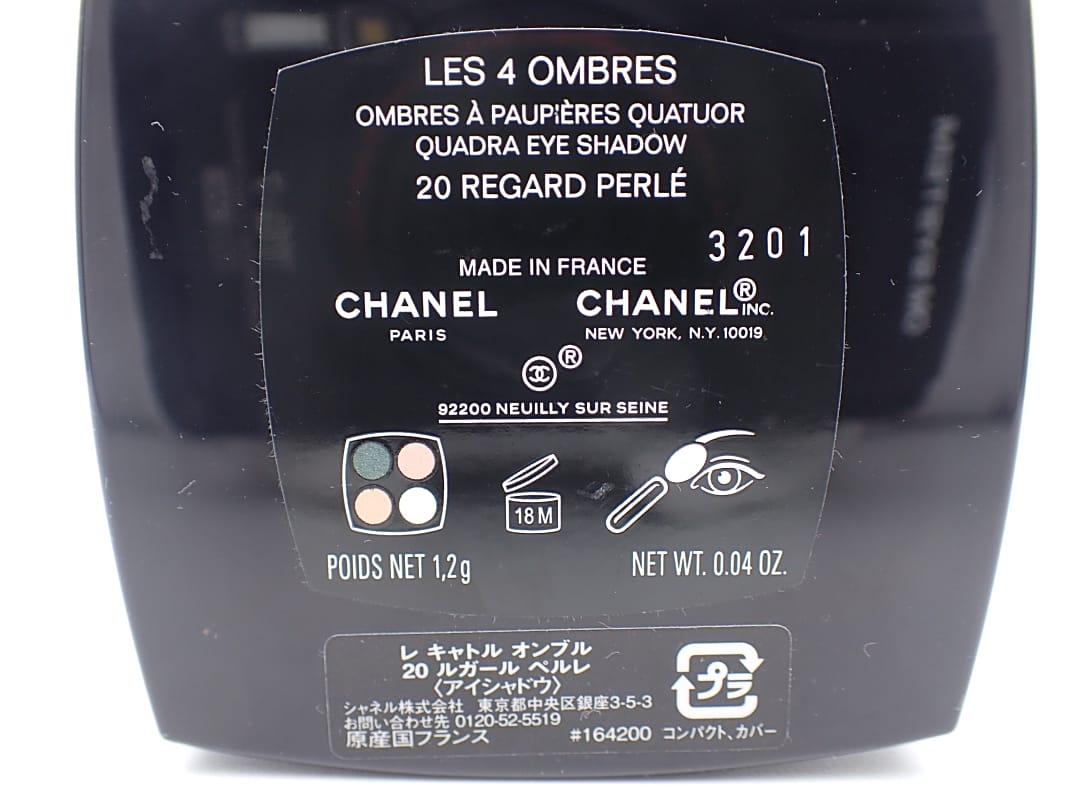 LES 4 OMBRES
OMBRES À PAUPIÈRES QUATUOR
QUADRA EYE SHADOW
20 REGARD PERLÉ
3201
MADE IN FRANCE
CHANEL CHANEL® INC.
PARIS NEW YORK, N.Y. 10019
®
92200 NEUILLY SUR SEINE
18 M
POIDS NET 1,2 g NET WT. 0.04 OZ.
レ キャトル オンブル
20 ルガール ペルレ
〈アイシャドウ〉
シャネル株式会社 東京都中央区銀座3-5-3
お問い合わせ先 0120-52-5519
原産国フランス #164200
プラ
コンパクト、カバー